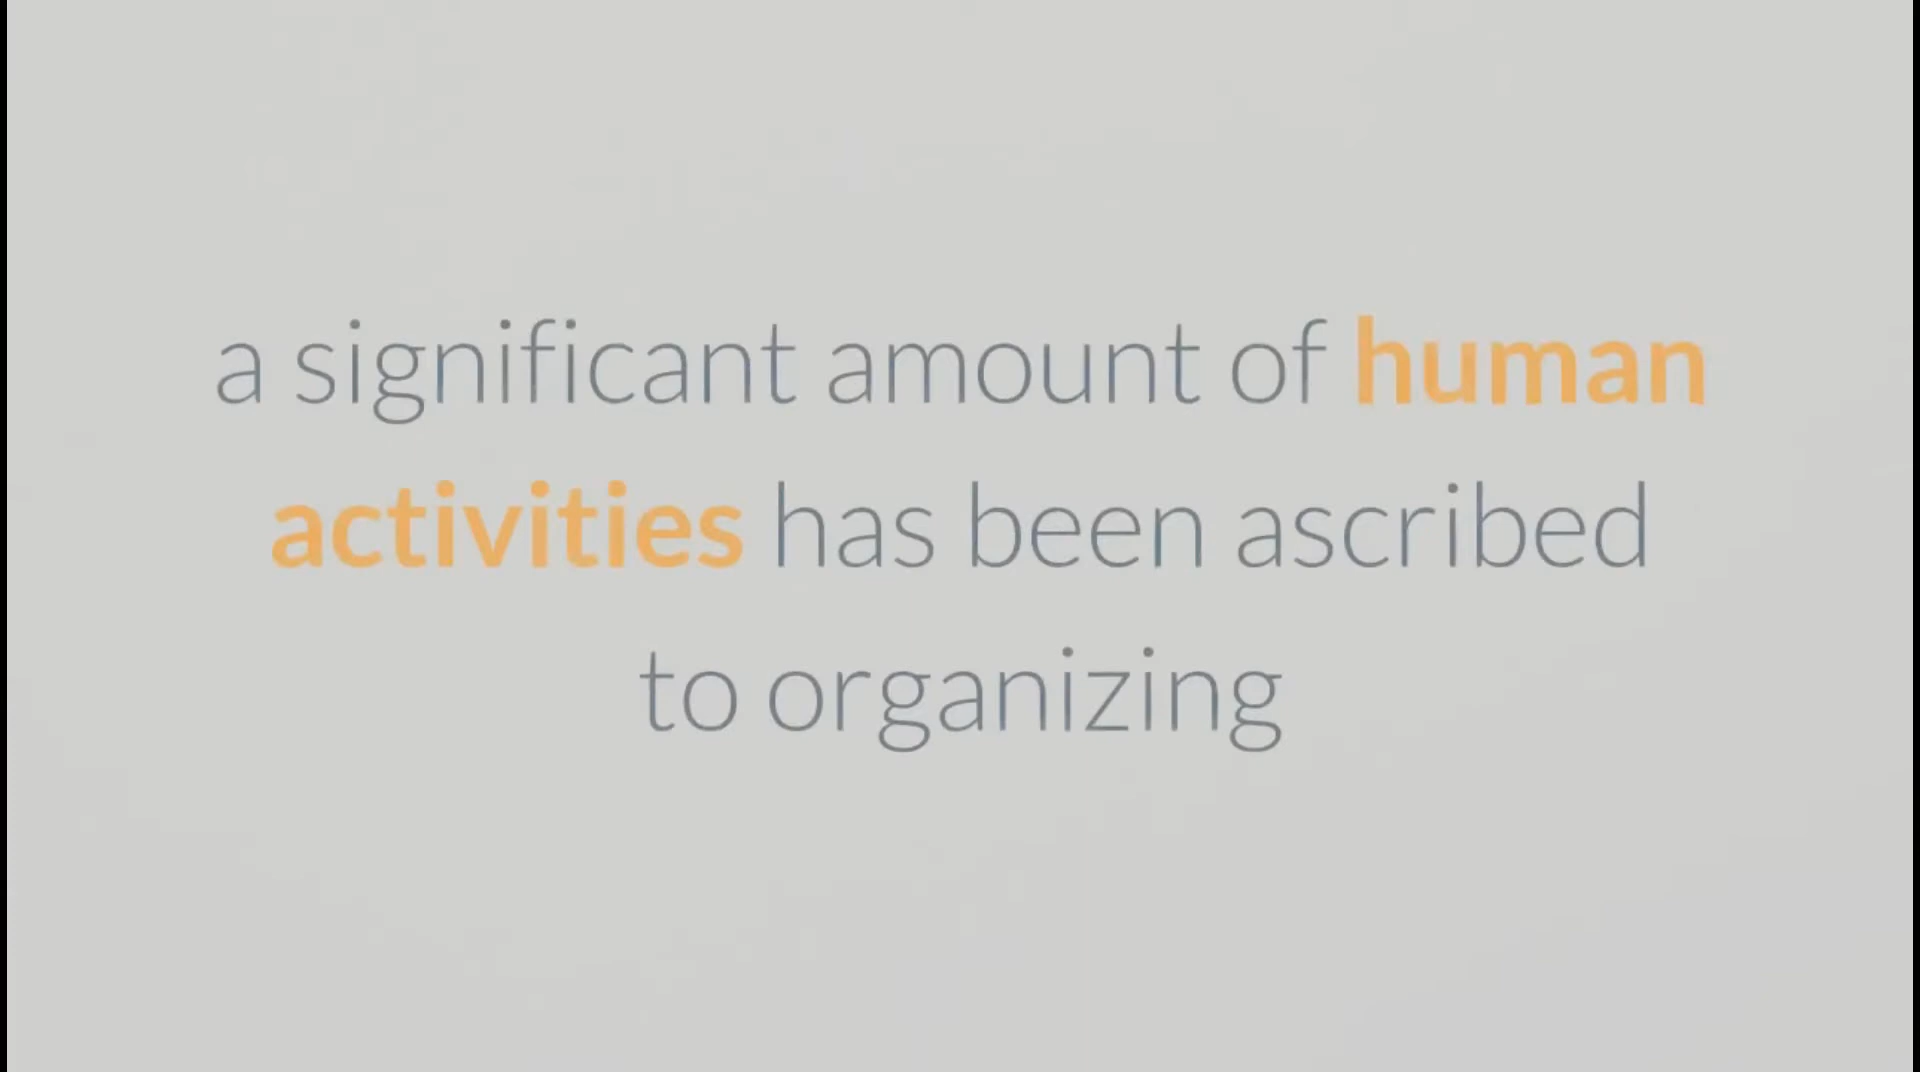 a significant amount of human
activities has been ascribed
to organizing